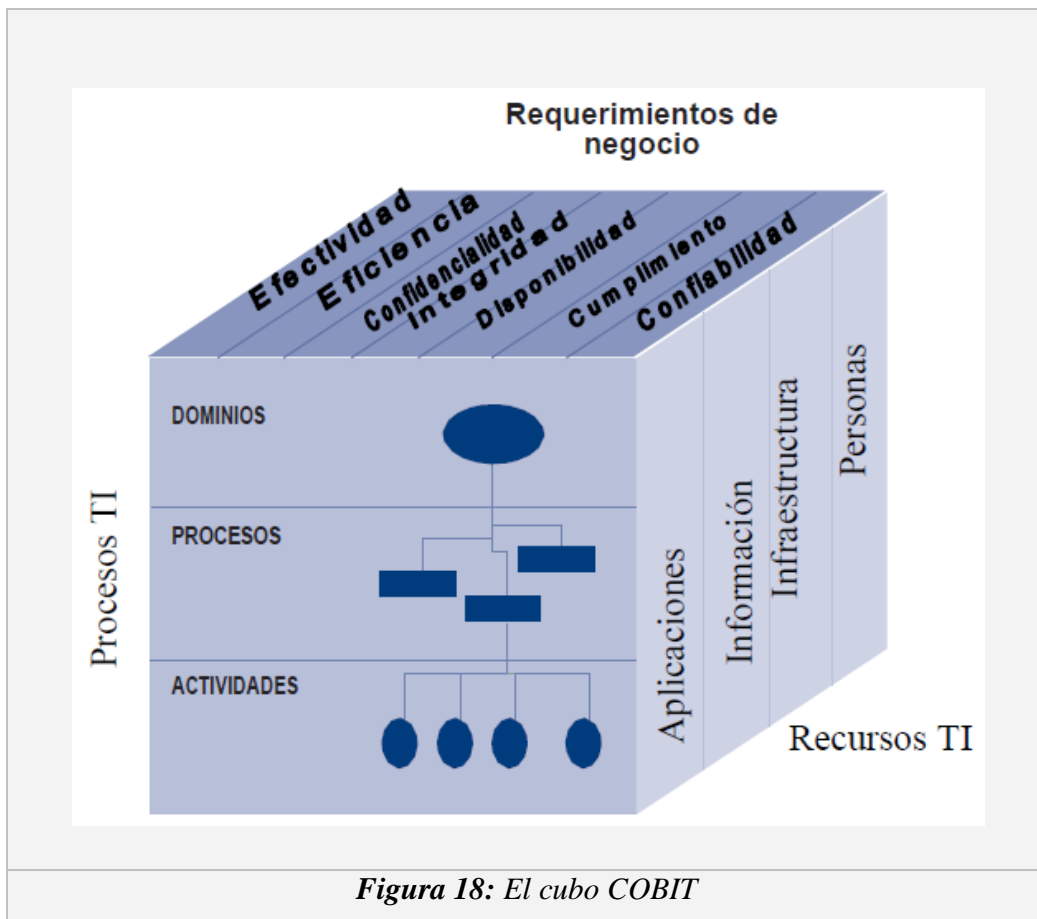 Requerimientos de
negocio
Efectividad
Eficiencia
Confidencialidad
Integridad
Disponibilidad
Cumplimiento
Confiabilidad
DOMINIOS
PROCESOS
ACTIVIDADES
Procesos TI
Aplicaciones
Información
Infraestructura
Personas
Recursos TI
Figura 18: El cubo COBIT